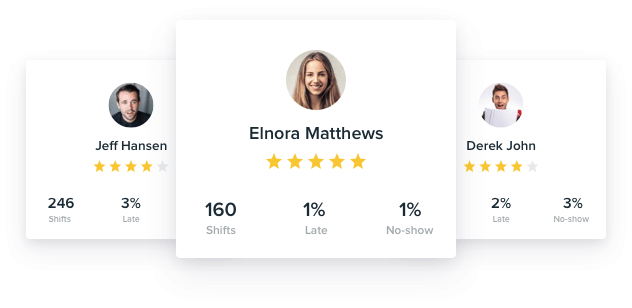 Jeff Hansen
246 3%
Shifts Late
Elnora Matthews
160 1% 1%
Shifts Late No-show
Derek John
2% 3%
Late No-show